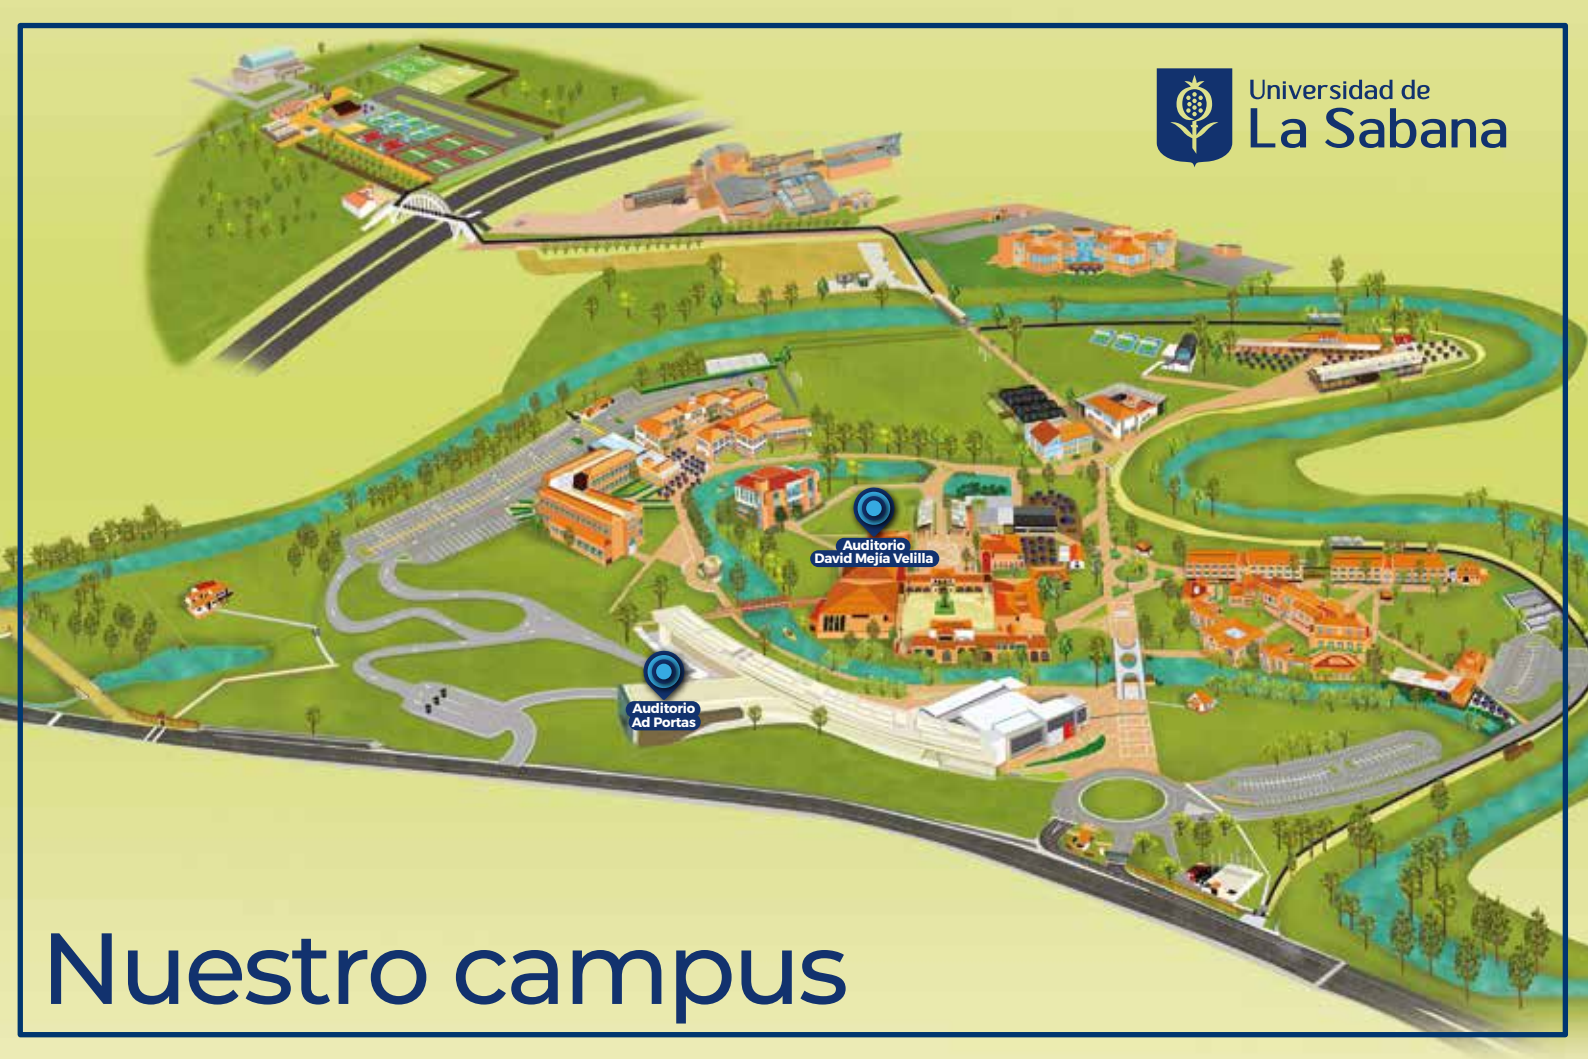 Universidad de
La Sabana
Auditorio
David Mejía Velilla
Auditorio
Ad Portas
Nuestro campus